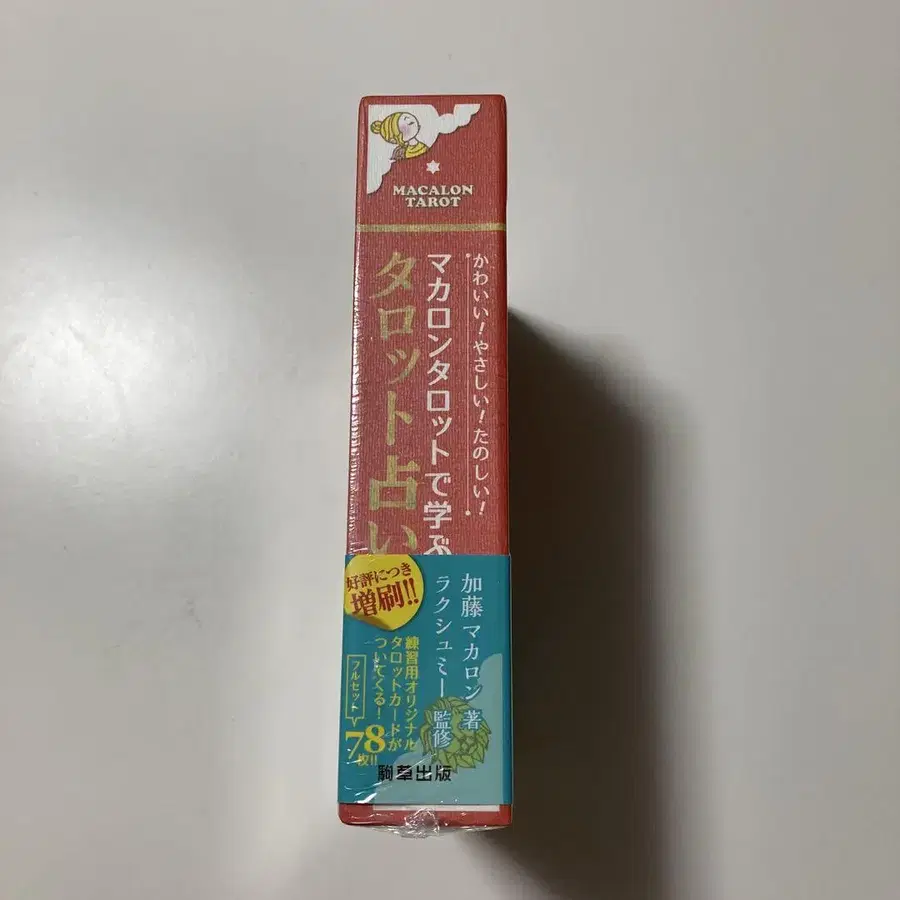 MACALON
TAROT
かわいい！やさしい！たのしい！
マカロンタロットで学ぶ
タロット占い
加藤マカロン 著
ラクシュミー 監修
好評につき
増刷!!
練習用オリジナル
タロットカードが
ついてくる！
フルセット
78枚!!
駒草出版